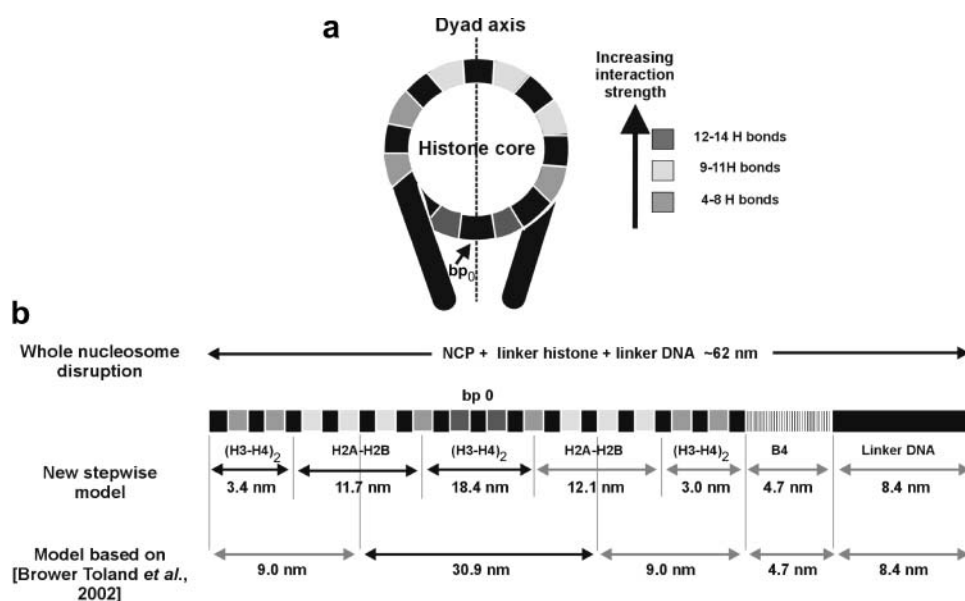 a
Dyad axis
Increasing
interaction
strength
12-14 H bonds
9-11H bonds
4-8 H bonds
Histone core
bp0
b
Whole nucleosome
disruption
NCP + linker histone + linker DNA ~62 nm
bp 0
(H3-H4)2 H2A-H2B (H3-H4)2 H2A-H2B (H3-H4)2 B4 Linker DNA
New stepwise
model
3.4 nm 11.7 nm 18.4 nm 12.1 nm 3.0 nm 4.7 nm 8.4 nm
Model based on
[Brower Toland et al.,
2002]
9.0 nm 30.9 nm 9.0 nm 4.7 nm 8.4 nm